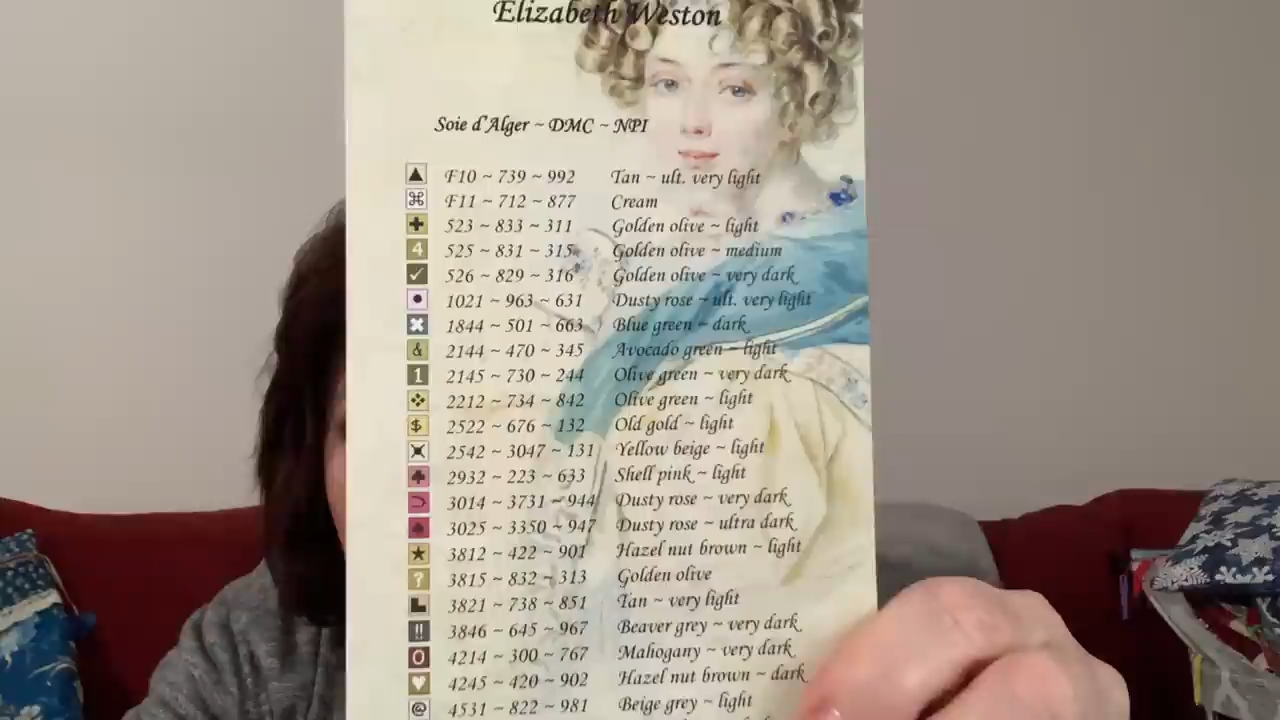 Elizabeth Weston
Soie d'Alger ~ DMC ~ NPI
▲ F10 ~ 739 ~ 992 Tan ~ ult. very light
⌘ F11 ~ 712 ~ 877 Cream
✚ 523 ~ 833 ~ 311 Golden olive ~ light
4 525 ~ 831 ~ 315 Golden olive ~ medium
✓ 526 ~ 829 ~ 316 Golden olive ~ very dark
● 1021 ~ 963 ~ 631 Dusty rose ~ ult. very light
✖ 1844 ~ 501 ~ 663 Blue green ~ dark
& 2144 ~ 470 ~ 345 Avocado green ~ light
1 2145 ~ 730 ~ 244 Olive green ~ very dark
❖ 2212 ~ 734 ~ 842 Olive green ~ light
$ 2522 ~ 676 ~ 132 Old gold ~ light
2542 ~ 3047 ~ 131 Yellow beige ~ light
♣ 2932 ~ 223 ~ 633 Shell pink ~ light
⊃ 3014 ~ 3731 ~ 944 Dusty rose ~ very dark
♠ 3025 ~ 3350 ~ 947 Dusty rose ~ ultra dark
★ 3812 ~ 422 ~ 901 Hazel nut brown ~ light
? 3815 ~ 832 ~ 313 Golden olive
3821 ~ 738 ~ 851 Tan ~ very light
!! 3846 ~ 645 ~ 967 Beaver grey ~ very dark
O 4214 ~ 300 ~ 767 Mahogany ~ very dark
♥ 4245 ~ 420 ~ 902 Hazel nut brown ~ dark
@ 4531 ~ 822 ~ 981 Beige grey ~ light